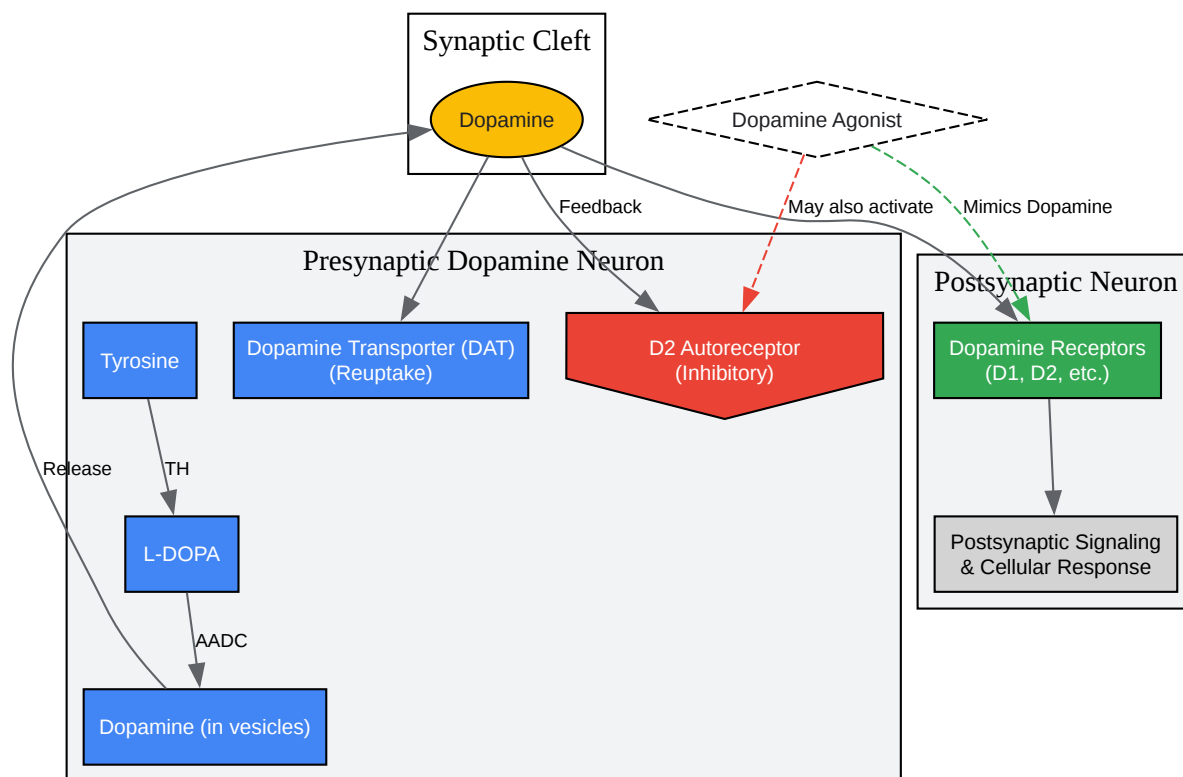 Synaptic Cleft
Dopamine
Dopamine Agonist
Feedback
May also activate
Mimics Dopamine
Presynaptic Dopamine Neuron
Postsynaptic Neuron
Tyrosine
Dopamine Transporter (DAT)
(Reuptake)
D2 Autoreceptor
(Inhibitory)
Dopamine Receptors
(D1, D2, etc.)
Release
TH
L-DOPA
Postsynaptic Signaling
& Cellular Response
AADC
Dopamine (in vesicles)